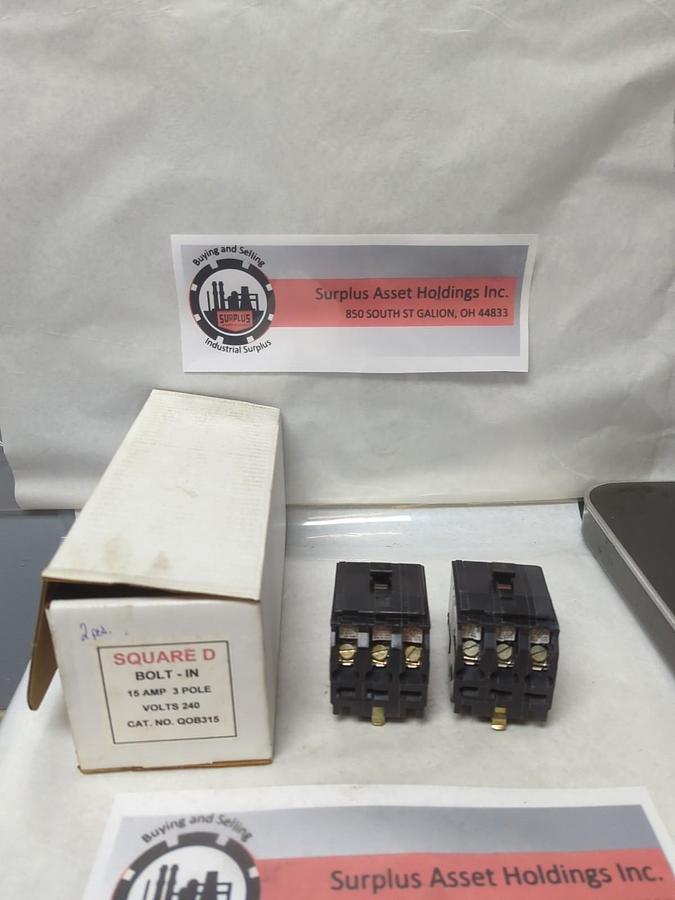 Buying and Selling
SURPLUS
Industrial Surplus
Surplus Asset Holdings Inc.
850 SOUTH ST GALION, OH 44833
2 pcs.
SQUARE D
BOLT - IN
15 AMP 3 POLE
VOLTS 240
CAT. NO. QOB315
Buying and Selling
Surplus Asset Holdings Inc.